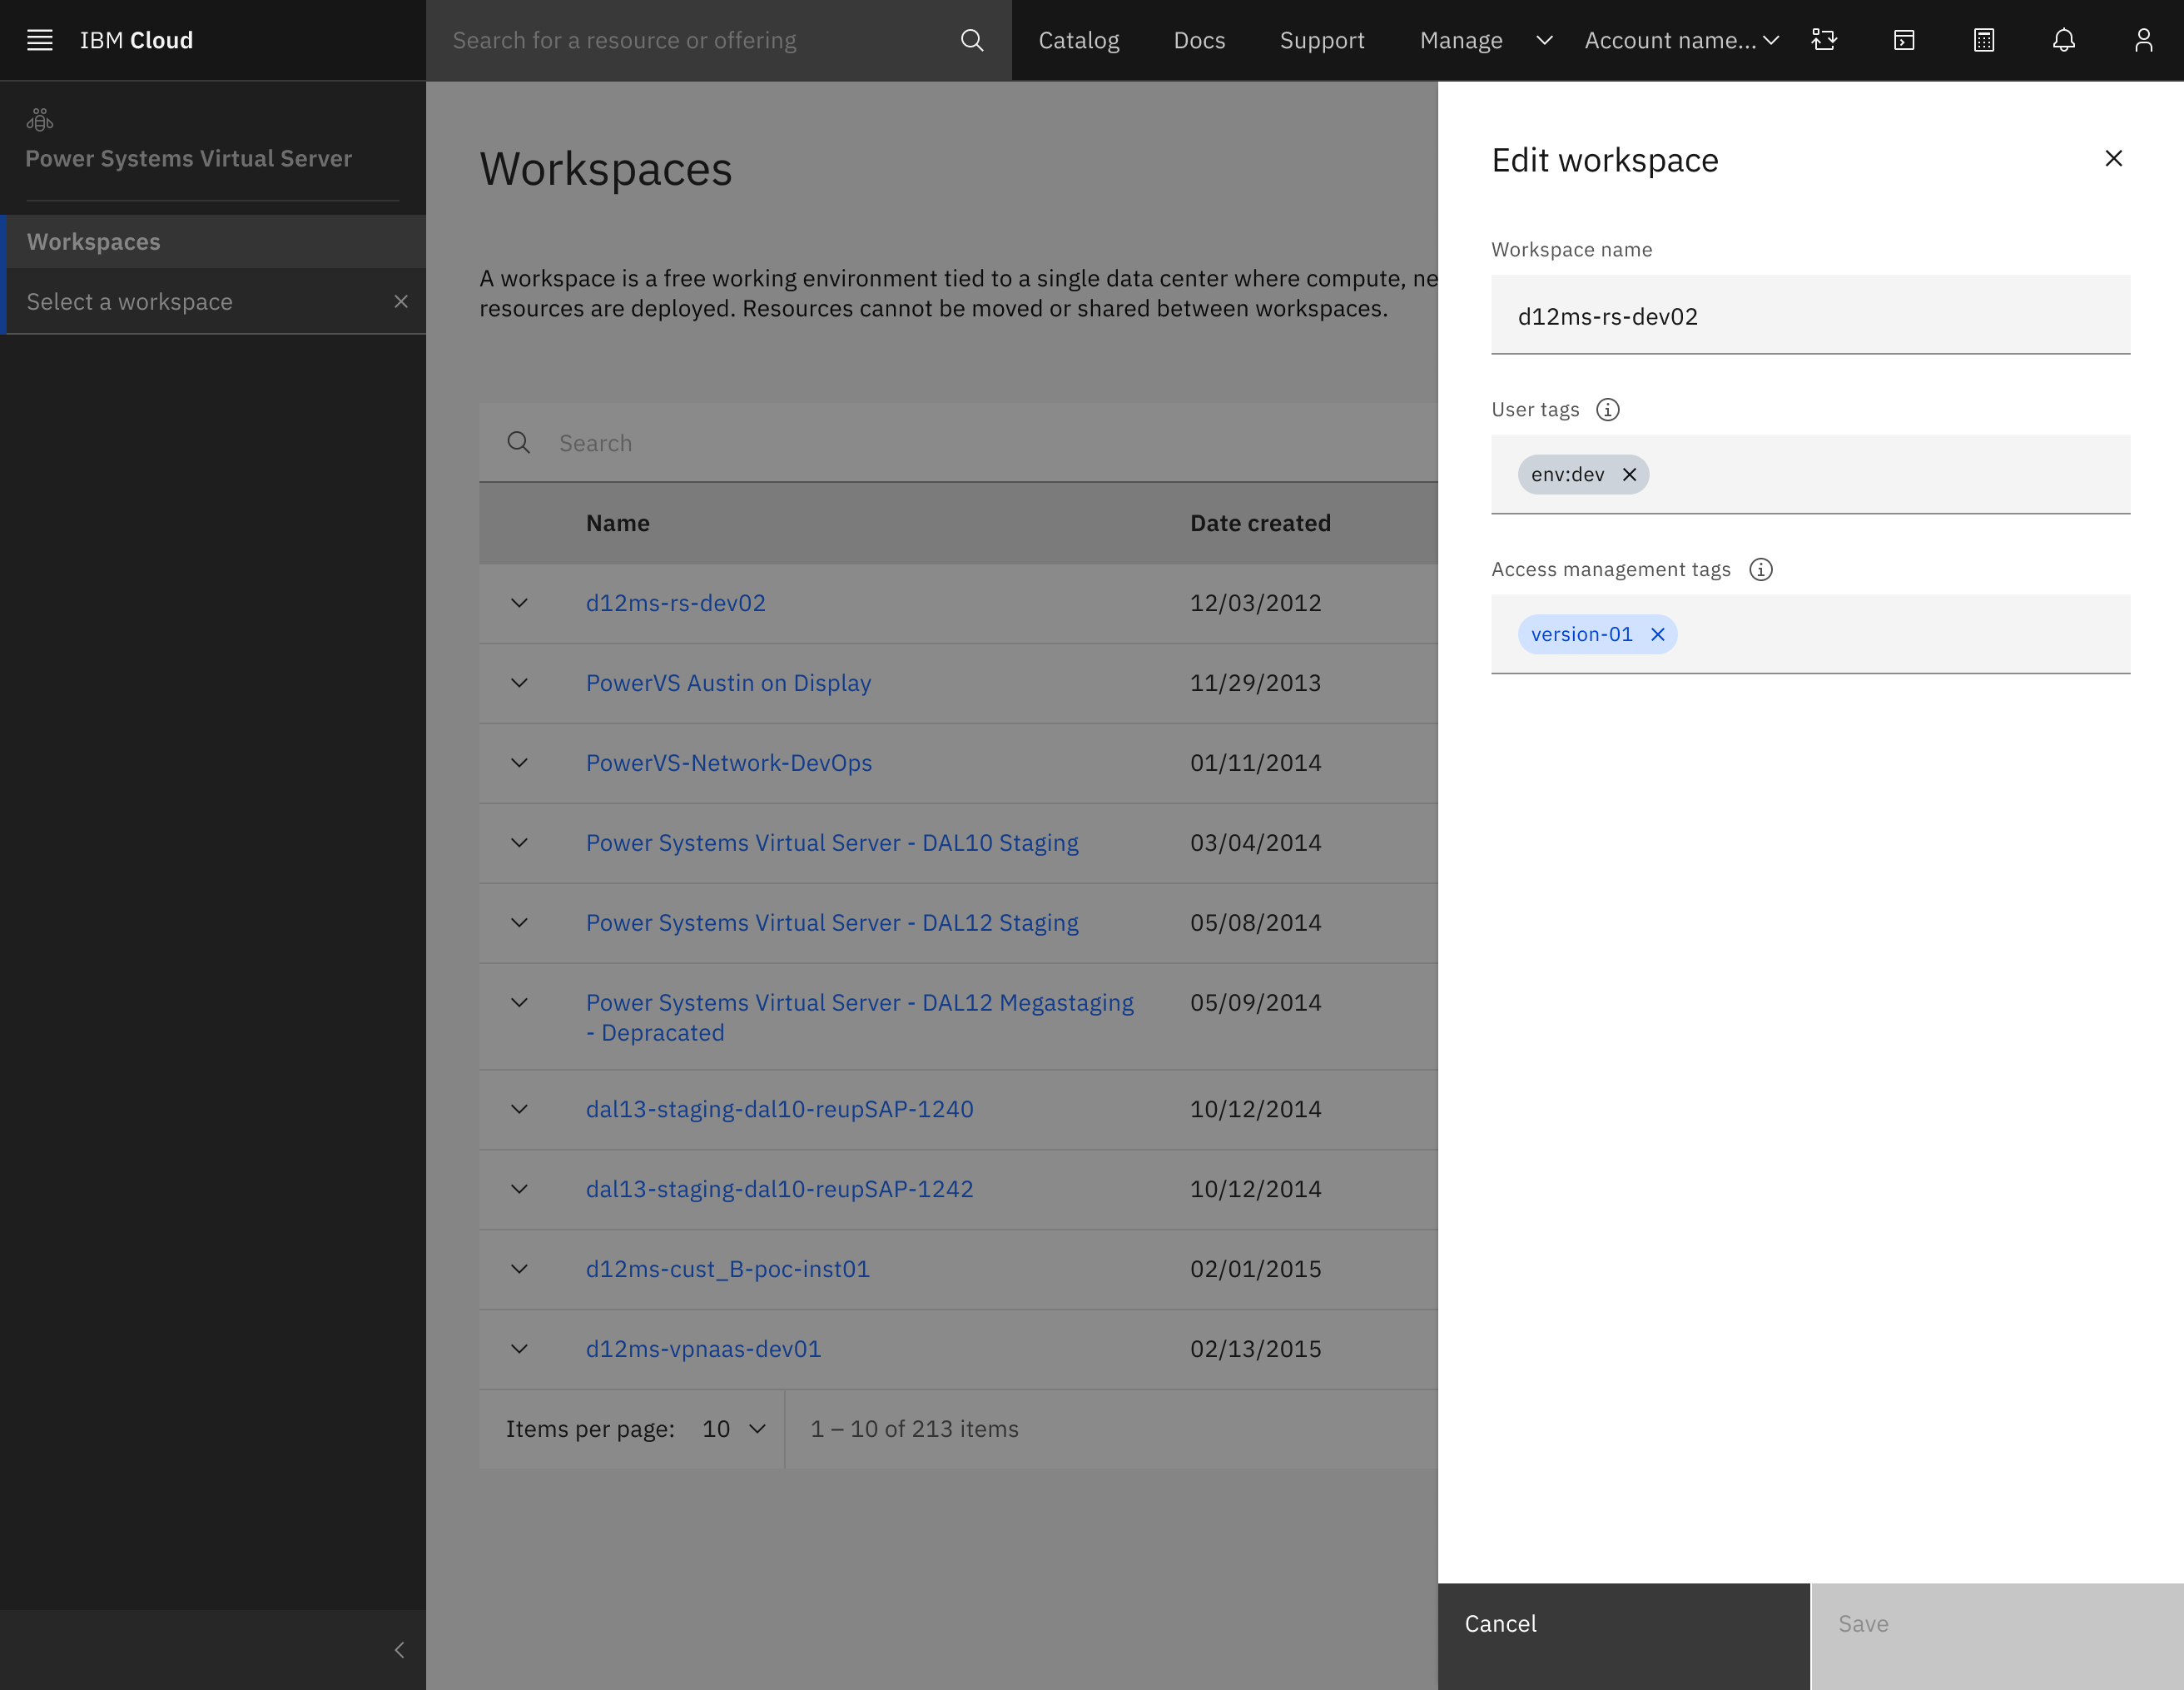 IBM Cloud
Search for a resource or offering
Catalog
Docs
Support
Manage
Account name...
Power Systems Virtual Server
Workspaces
Select a workspace
Workspaces
A workspace is a free working environment tied to a single data center where compute, ne
resources are deployed. Resources cannot be moved or shared between workspaces.
Search
Name Date created
d12ms-rs-dev02 12/03/2012
PowerVS Austin on Display 11/29/2013
PowerVS-Network-DevOps 01/11/2014
Power Systems Virtual Server - DAL10 Staging 03/04/2014
Power Systems Virtual Server - DAL12 Staging 05/08/2014
Power Systems Virtual Server - DAL12 Megastaging 05/09/2014
- Depracated
dal13-staging-dal10-reupSAP-1240 10/12/2014
dal13-staging-dal10-reupSAP-1242 10/12/2014
d12ms-cust_B-poc-inst01 02/01/2015
d12ms-vpnaas-dev01 02/13/2015
Items per page: 10 1 – 10 of 213 items
Edit workspace
Workspace name
d12ms-rs-dev02
User tags
env:dev
Access management tags
version-01
Cancel
Save